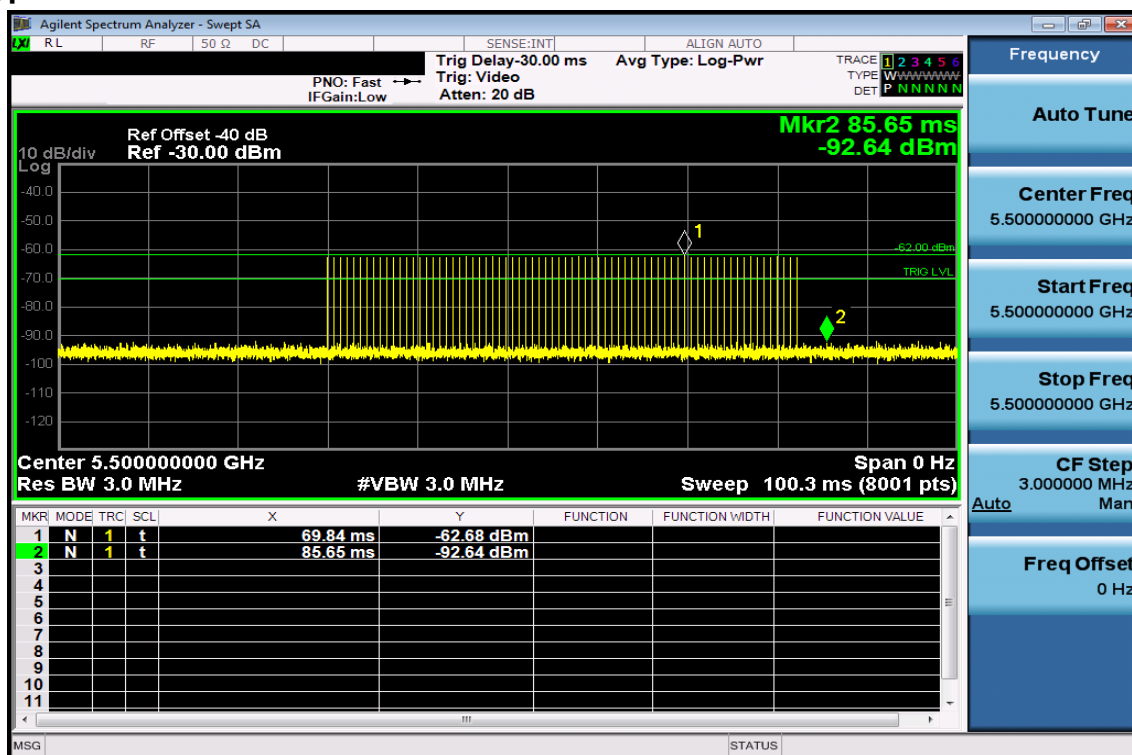 Agilent Spectrum Analyzer - Swept SA
LXI RL RF 50 Ω DC SENSE:INT ALIGN AUTO
Trig Delay-30.00 ms Avg Type: Log-Pwr TRACE 1 2 3 4 5 6
PNO: Fast Trig: Video TYPE WWWWWW
IFGain:Low Atten: 20 dB DET P N N N N N
Mkr2 85.65 ms
-92.64 dBm
Ref Offset -40 dB
10 dB/div Ref -30.00 dBm
Log
-40.0
-50.0
-60.0
-70.0
-80.0
-90.0
-100
-110
-120
1
-62.00 dBm
TRIG LVL
2
Center 5.500000000 GHz Span 0 Hz
Res BW 3.0 MHz #VBW 3.0 MHz Sweep 100.3 ms (8001 pts)
MKR MODE TRC SCL X Y FUNCTION FUNCTION WIDTH FUNCTION VALUE
1 N 1 t 69.84 ms -62.68 dBm
2 N 1 t 85.65 ms -92.64 dBm
3
4
5
6
7
8
9
10
11
MSG STATUS
Frequency
Auto Tune
Center Freq
5.500000000 GHz
Start Freq
5.500000000 GHz
Stop Freq
5.500000000 GHz
CF Step
3.000000 MHz
Auto Man
Freq Offset
0 Hz